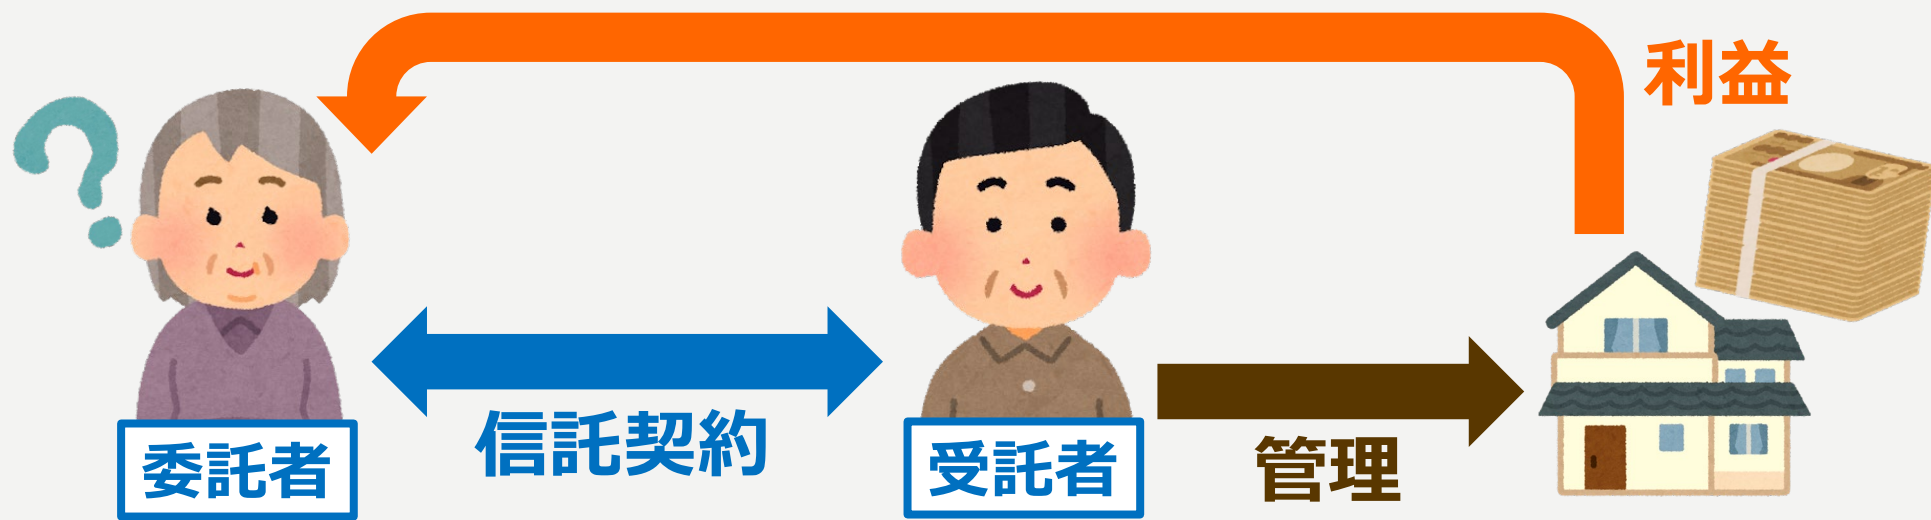 利益
信託契約
委託者
受託者
管理